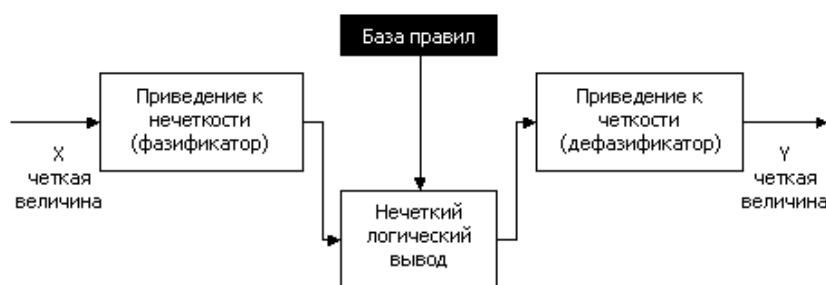 База правил
Приведение к
нечеткости
(фазификатор)
Приведение к
четкости
(дефазификатор)
X
четкая
величина
Y
четкая
величина
Нечеткий
логический
вывод